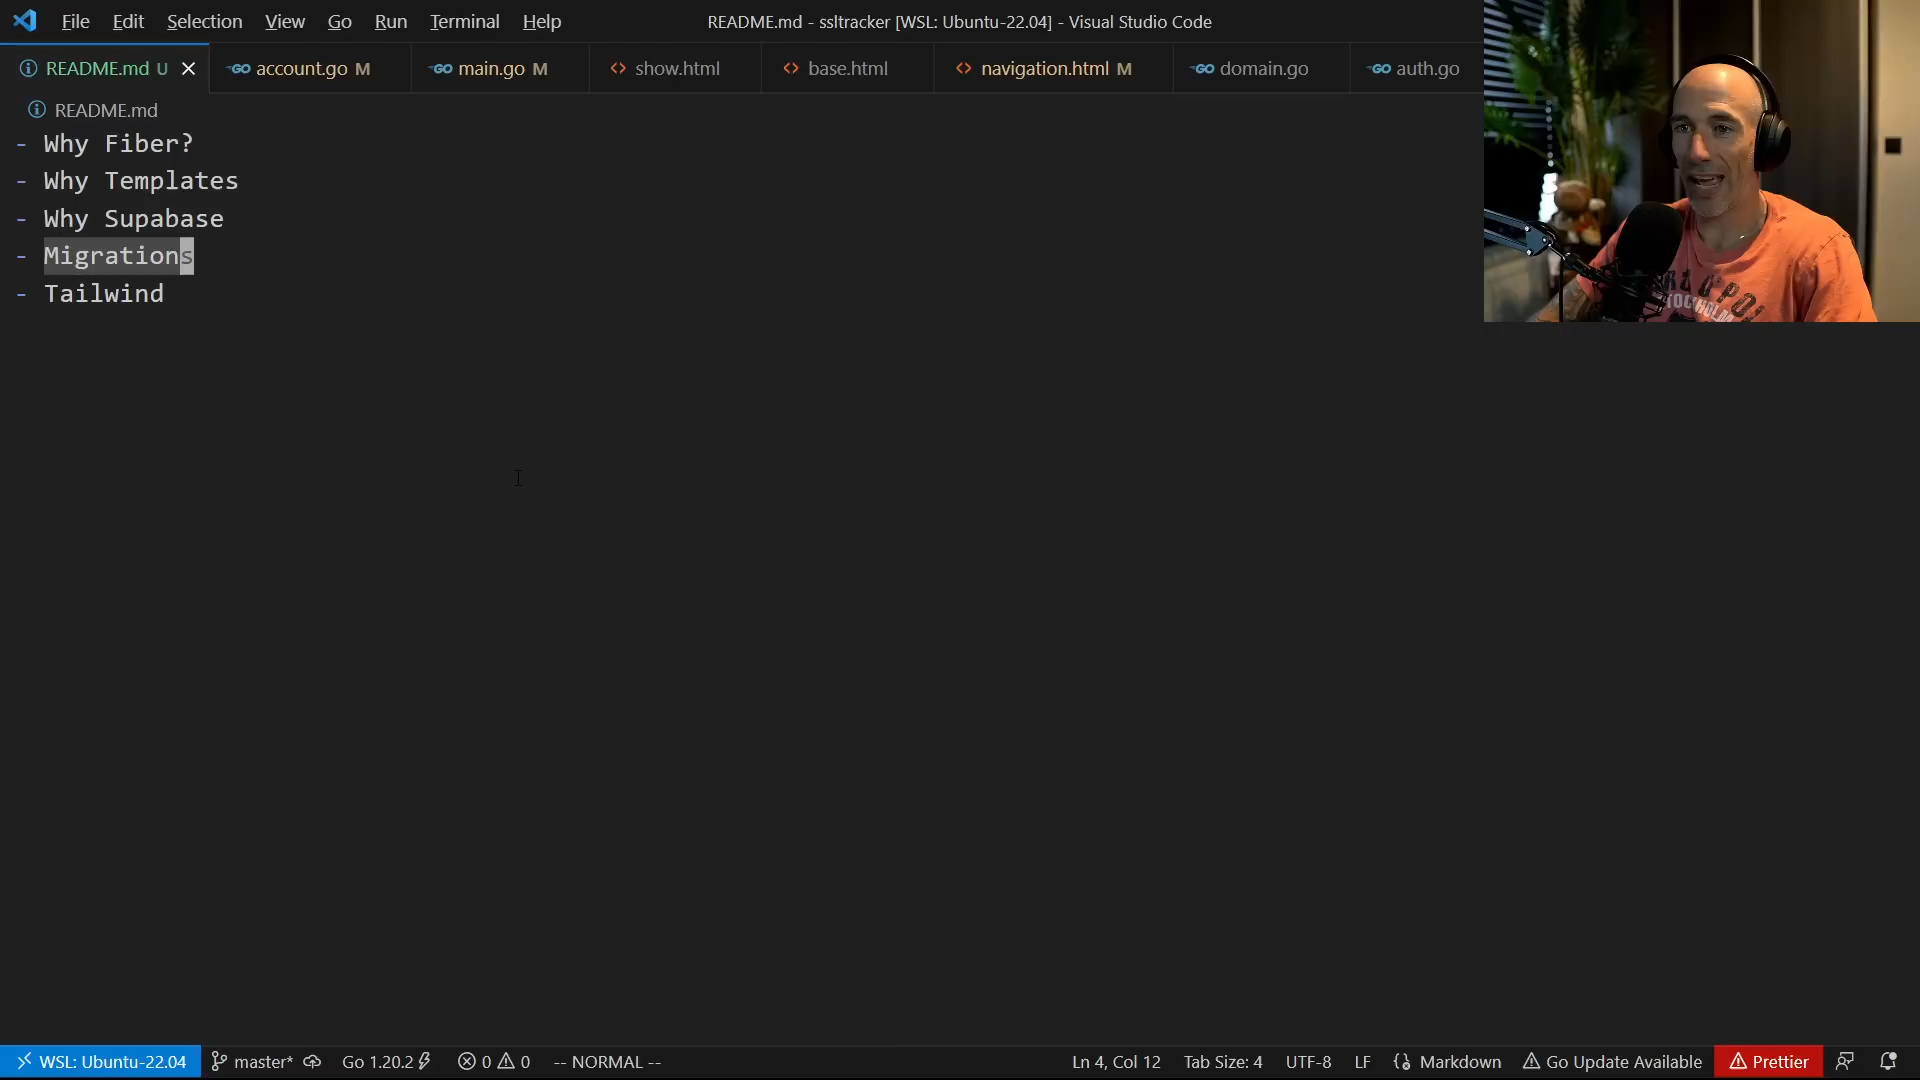 File Edit Selection View Go Run Terminal Help
README.md - ssltracker [WSL: Ubuntu-22.04] - Visual Studio Code
README.md U account.go M main.go M show.html base.html navigation.html M domain.go auth.go
README.md
- Why Fiber?
- Why Templates
- Why Supabase
- Migrations
- Tailwind
WSL: Ubuntu-22.04 master* Go 1.20.2 0 0 -- NORMAL -- Ln 4, Col 12 Tab Size: 4 UTF-8 LF Markdown Go Update Available Prettier